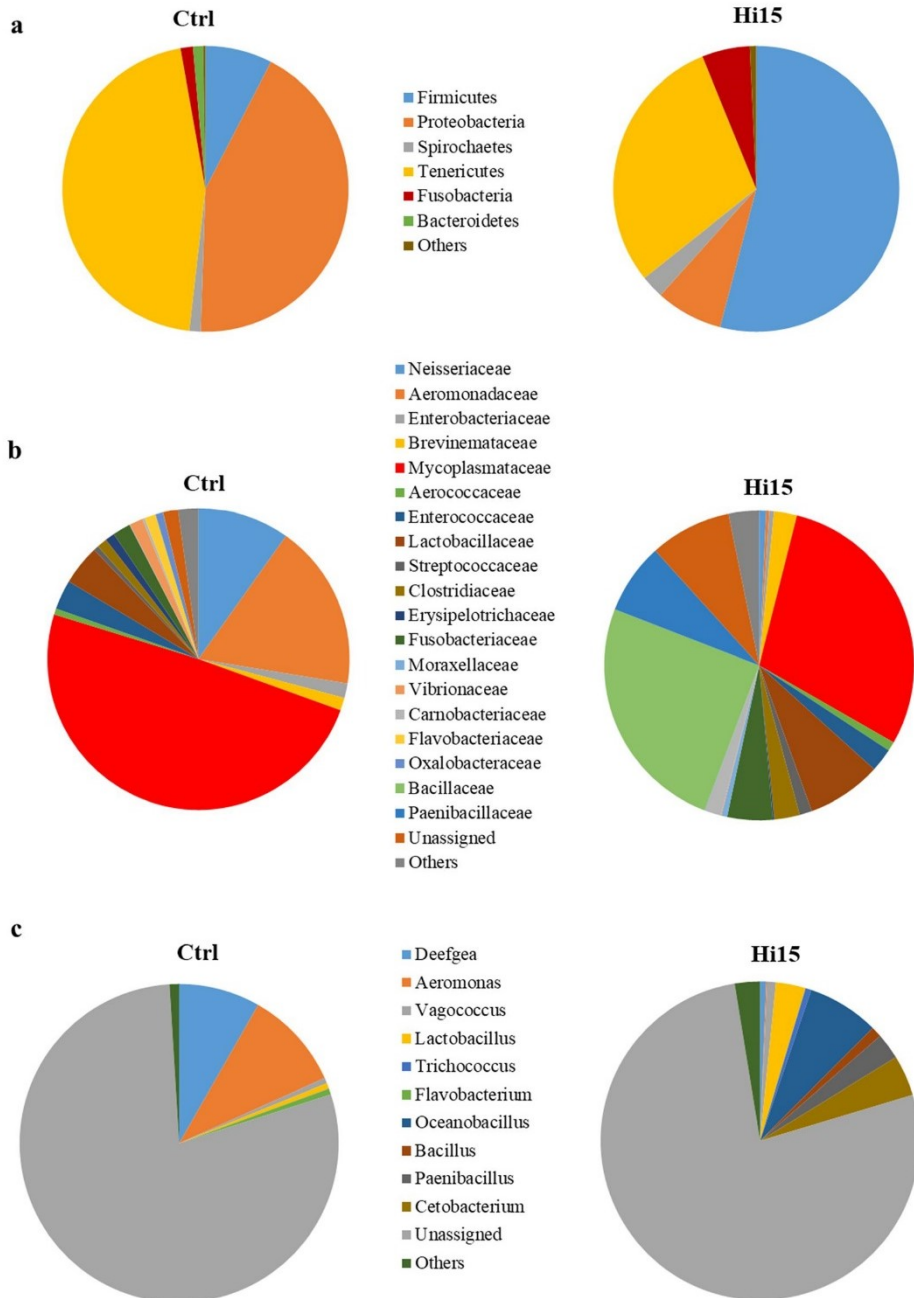 a
Ctrl
Hi15
Firmicutes
Proteobacteria
Spirochaetes
Tenericutes
Fusobacteria
Bacteroidetes
Others
b
Ctrl
Hi15
Neisseriaceae
Aeromonadaceae
Enterobacteriaceae
Brevinemataceae
Mycoplasmataceae
Aerococcaceae
Enterococcaceae
Lactobacillaceae
Streptococcaceae
Clostridiaceae
Erysipelotrichaceae
Fusobacteriaceae
Moraxellaceae
Vibrionaceae
Carnobacteriaceae
Flavobacteriaceae
Oxalobacteraceae
Bacillaceae
Paenibacillaceae
Unassigned
Others
c
Ctrl
Hi15
Deefgea
Aeromonas
Vagococcus
Lactobacillus
Trichococcus
Flavobacterium
Oceanobacillus
Bacillus
Paenibacillus
Cetobacterium
Unassigned
Others